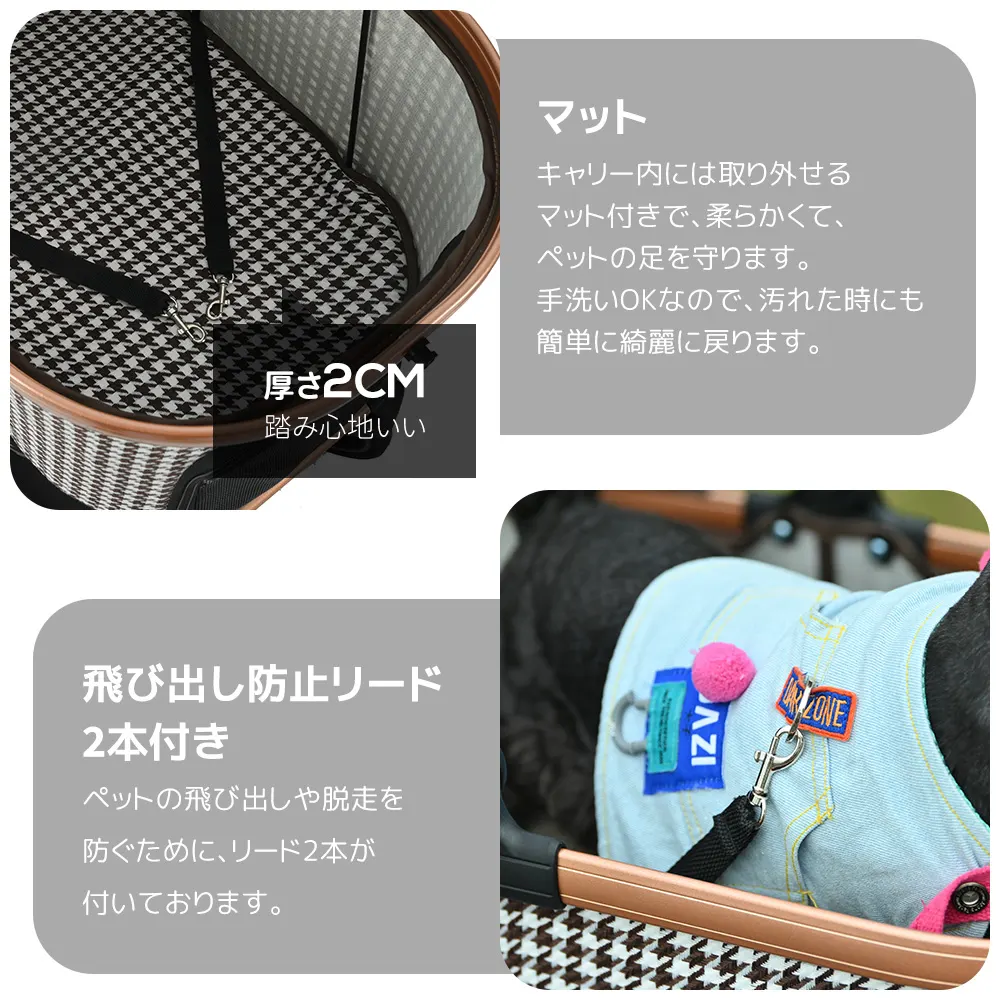 マット
キャリー内には取り外せる
マット付きで、柔らかくて、
ペットの足を守ります。
手洗いOKなので、汚れた時にも
簡単に綺麗に戻ります。
厚さ2CM
踏み心地いい
飛び出し防止リード
2本付き
ペットの飛び出しや脱走を
防ぐために、リード2本が
付いております。
IZ V
ZONE